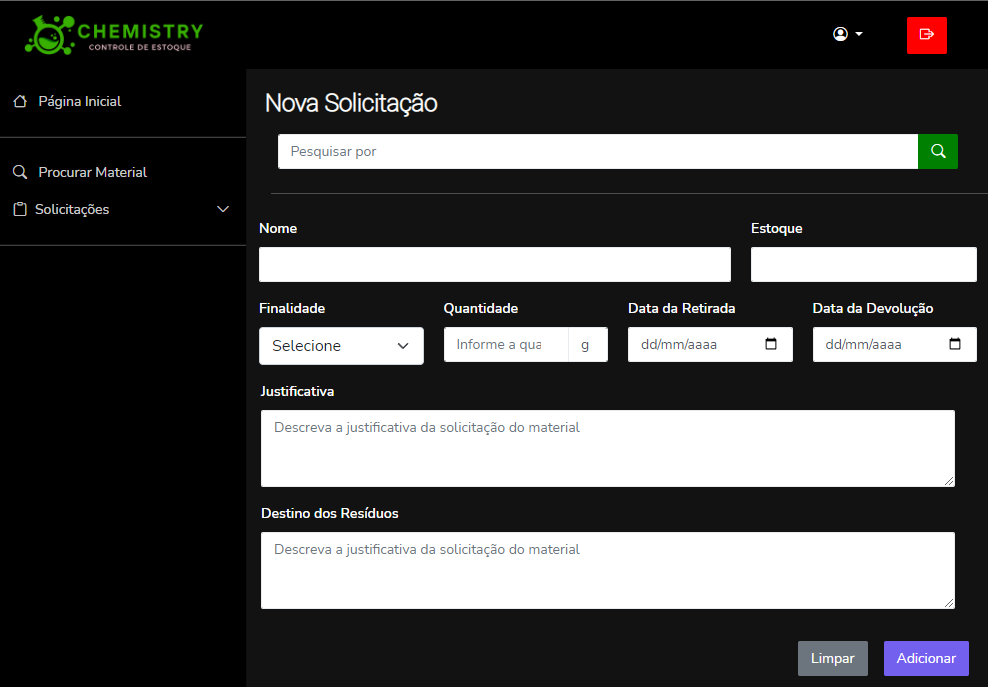 CHEMISTRY
CONTROLE DE ESTOQUE
Página Inicial
Procurar Material
Solicitações
Nova Solicitação
Pesquisar por
Nome Estoque
Finalidade Quantidade Data da Retirada Data da Devolução
Selecione Informe a qua g dd/mm/aaaa dd/mm/aaaa
Justificativa
Descreva a justificativa da solicitação do material
Destino dos Resíduos
Descreva a justificativa da solicitação do material
Limpar Adicionar